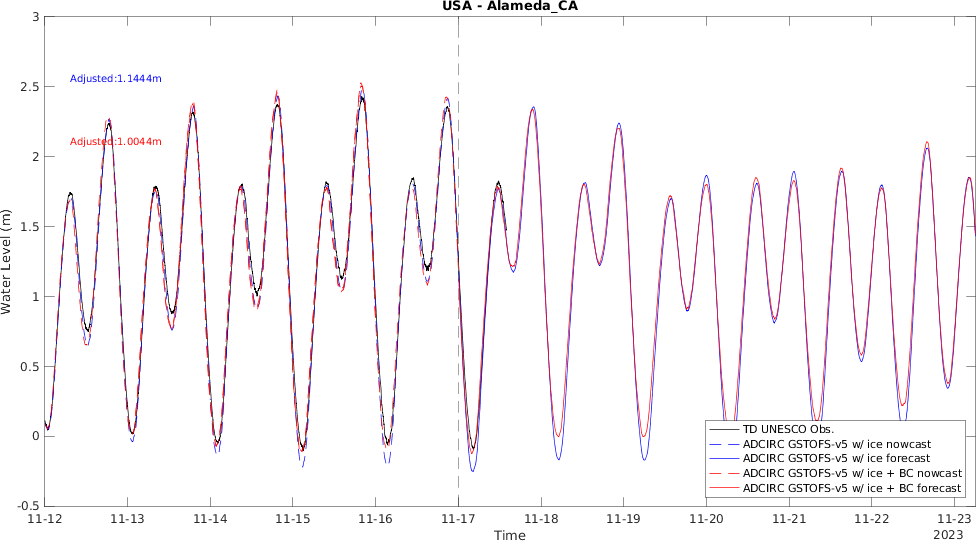 USA - Alameda_CA
3
2.5
2
1.5
1
0.5
0
-0.5
Water Level (m)
Adjusted:1.1444m
Adjusted:1.0044m
TD UNESCO Obs.
ADCIRC GSTOFS-v5 w/ ice nowcast
ADCIRC GSTOFS-v5 w/ ice forecast
ADCIRC GSTOFS-v5 w/ ice + BC nowcast
ADCIRC GSTOFS-v5 w/ ice + BC forecast
11-12 11-13 11-14 11-15 11-16 11-17 11-18 11-19 11-20 11-21 11-22 11-23
Time
2023